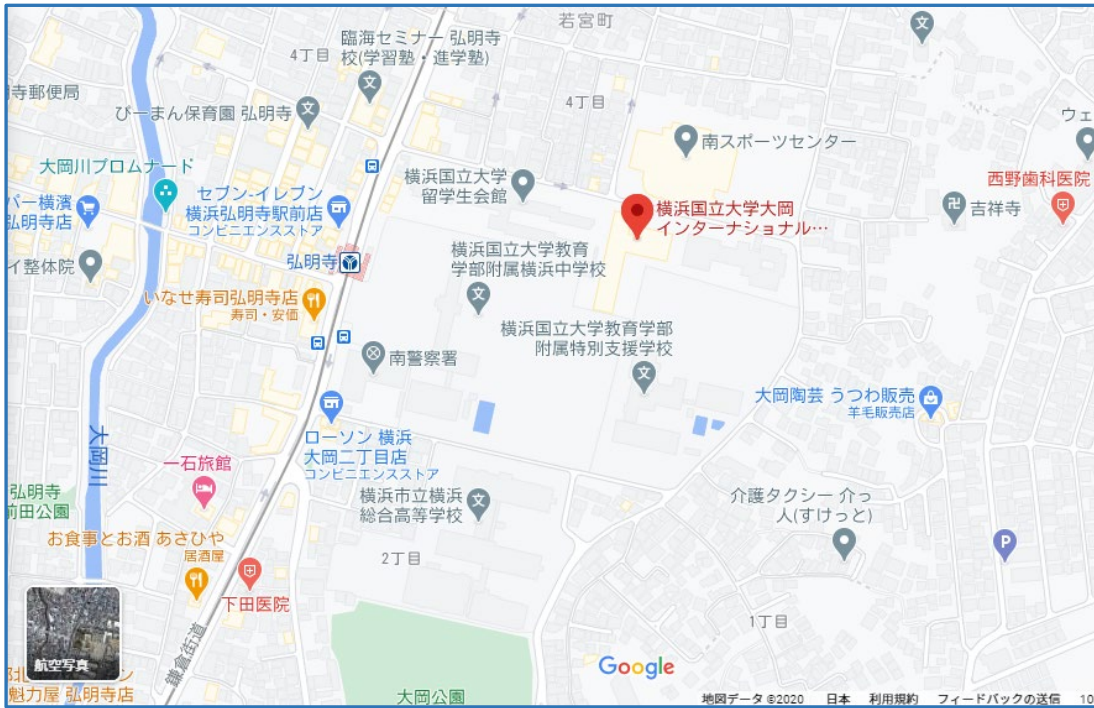 若宮町
臨海セミナー 弘明寺
校(学習塾・進学塾)
4丁目
寺郵便局
ぴーまん保育園 弘明寺
4丁目
南スポーツセンター
ウェ
大岡川プロムナード
横浜国立大学
留学生会館
西野歯科医院
パー横濱
弘明寺店
セブン-イレブン
横浜弘明寺駅前店
コンビニエンスストア
横浜国立大学大岡
インターナショナル…
吉祥寺
イ整体院
弘明寺
横浜国立大学教育
学部附属横浜中学校
いなせ寿司弘明寺店
寿司・安価
横浜国立大学教育学部
附属特別支援学校
南警察署
大岡陶芸 うつわ販売
羊毛販売店
ローソン 横浜
大岡二丁目店
コンビニエンスストア
大岡川
一石旅館
弘明寺
前田公園
横浜市立横浜
総合高等学校
介護タクシー 介っ
人(すけっと)
お食事とお酒 あさひや
居酒屋
2丁目
P
下田医院
1丁目
鎌倉街道
航空写真
Google
魁力屋 弘明寺店
大岡公園
地図データ ©2020
日本
利用規約
フィードバックの送信
10